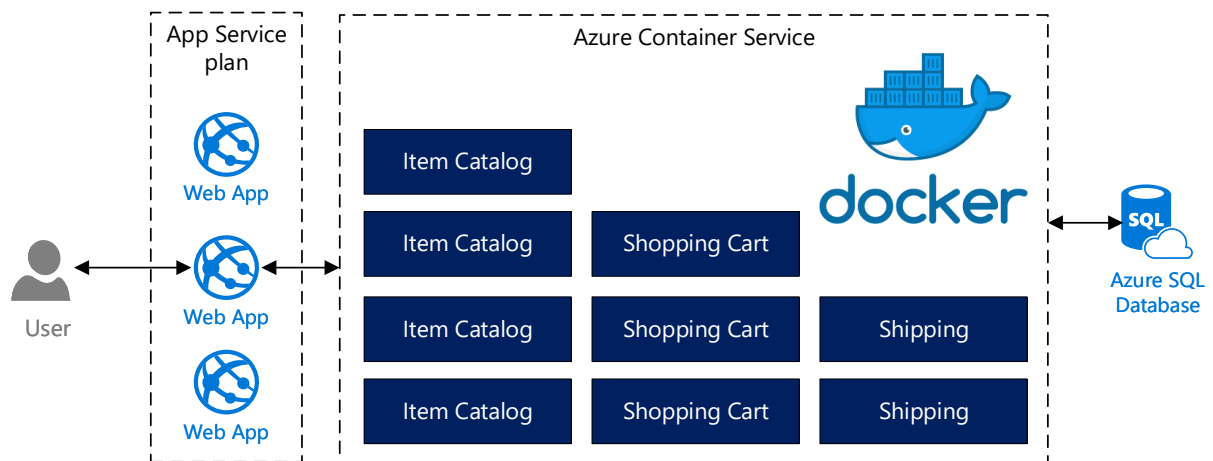 App Service
plan
Azure Container Service
Web App
Web App
Web App
User
Item Catalog
Item Catalog
Shopping Cart
Item Catalog
Shopping Cart
Shipping
Item Catalog
Shopping Cart
Shipping
docker
SQL
Azure SQL
Database